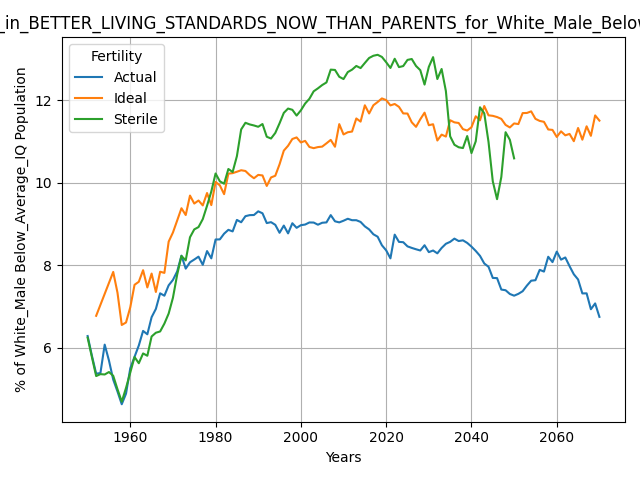 _in_BETTER_LIVING_STANDARDS_NOW_THAN_PARENTS_for_White_Male_Below
Fertility
Actual
Ideal
Sterile
% of White_Male Below_Average_IQ Population
12
10
8
6
1960 1980 2000 2020 2040 2060
Years